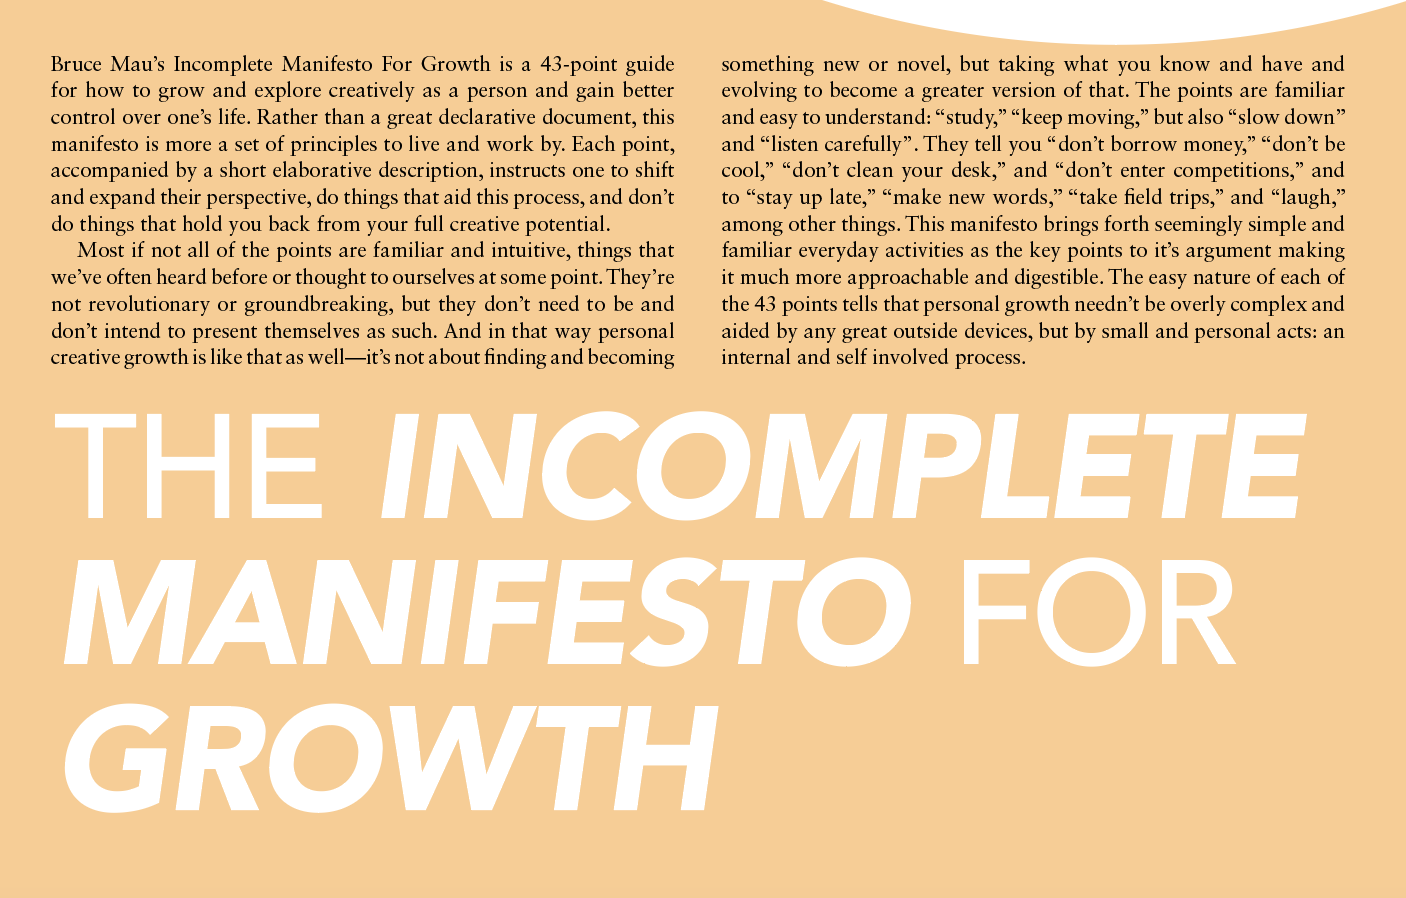 Bruce Mau’s Incomplete Manifesto For Growth is a 43-point guide
for how to grow and explore creatively as a person and gain better
control over one’s life. Rather than a great declarative document, this
manifesto is more a set of principles to live and work by. Each point,
accompanied by a short elaborative description, instructs one to shift
and expand their perspective, do things that aid this process, and don’t
do things that hold you back from your full creative potential.
Most if not all of the points are familiar and intuitive, things that
we’ve often heard before or thought to ourselves at some point. They’re
not revolutionary or groundbreaking, but they don’t need to be and
don’t intend to present themselves as such. And in that way personal
creative growth is like that as well—it’s not about finding and becoming
something new or novel, but taking what you know and have and
evolving to become a greater version of that. The points are familiar
and easy to understand: “study,” “keep moving,” but also “slow down”
and “listen carefully”. They tell you “don’t borrow money,” “don’t be
cool,” “don’t clean your desk,” and “don’t enter competitions,” and
to “stay up late,” “make new words,” “take field trips,” and “laugh,”
among other things. This manifesto brings forth seemingly simple and
familiar everyday activities as the key points to it’s argument making
it much more approachable and digestible. The easy nature of each of
the 43 points tells that personal growth needn’t be overly complex and
aided by any great outside devices, but by small and personal acts: an
internal and self involved process.
THE INCOMPLETE
MANIFESTO FOR
GROWTH